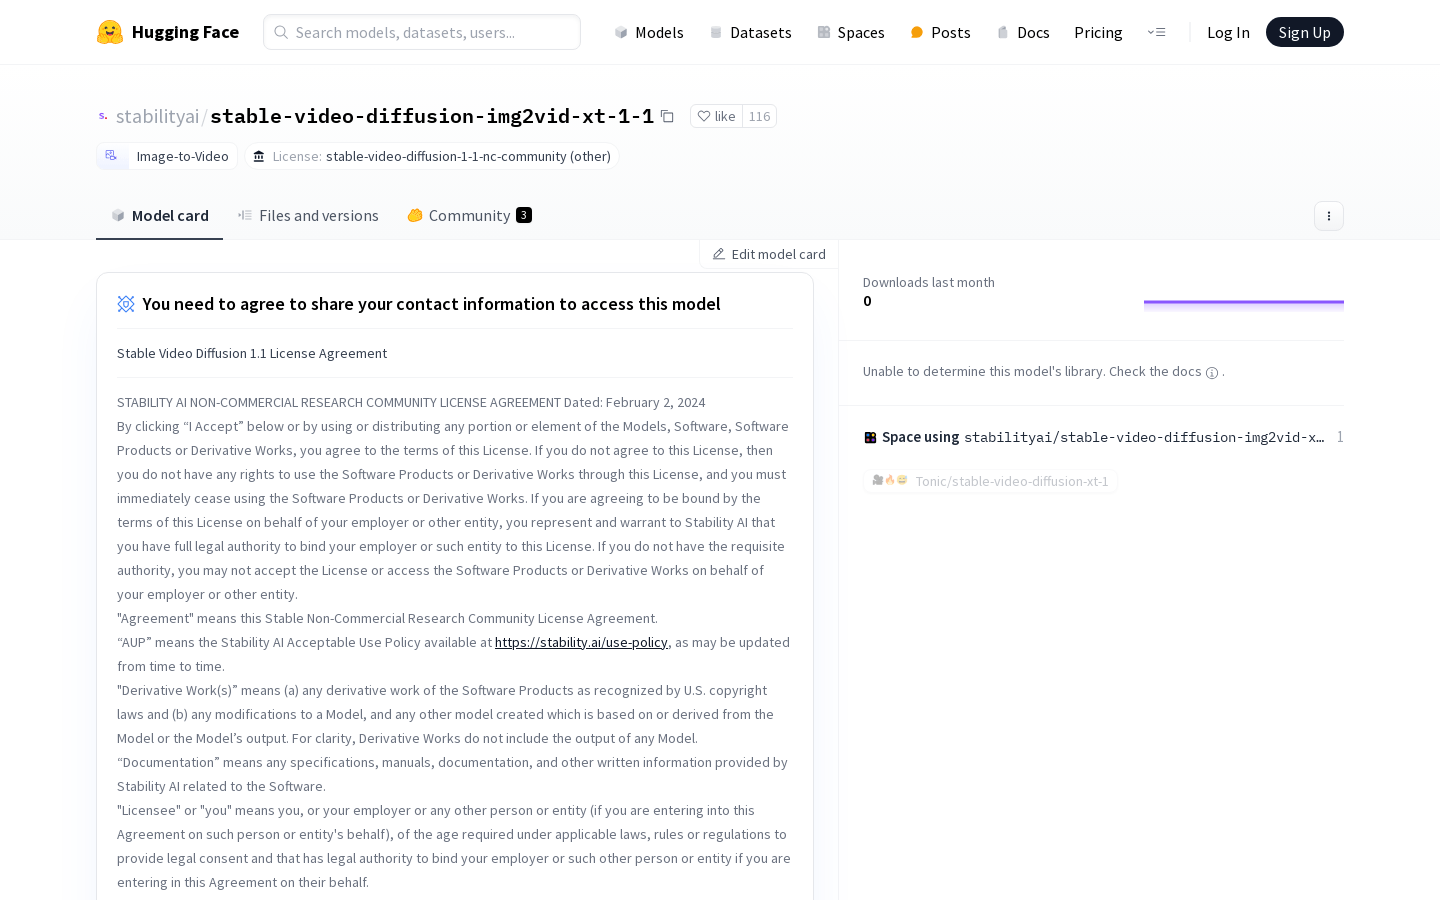 Hugging Face
Search models, datasets, users...
Models
Datasets
Spaces
Posts
Docs
Pricing
Log In
Sign Up
s.
stabilityai/stable-video-diffusion-img2vid-xt-1-1
like
116
Image-to-Video
License: stable-video-diffusion-1-1-nc-community (other)
Model card
Files and versions
Community
3
Edit model card
You need to agree to share your contact information to access this model
Stable Video Diffusion 1.1 License Agreement
STABILITY AI NON-COMMERCIAL RESEARCH COMMUNITY LICENSE AGREEMENT Dated: February 2, 2024
By clicking “I Accept” below or by using or distributing any portion or element of the Models, Software, Software
Products or Derivative Works, you agree to the terms of this License. If you do not agree to this License, then
you do not have any rights to use the Software Products or Derivative Works through this License, and you must
immediately cease using the Software Products or Derivative Works. If you are agreeing to be bound by the
terms of this License on behalf of your employer or other entity, you represent and warrant to Stability AI that
you have full legal authority to bind your employer or such entity to this License. If you do not have the requisite
authority, you may not accept the License or access the Software Products or Derivative Works on behalf of
your employer or other entity.
"Agreement" means this Stable Non-Commercial Research Community License Agreement.
“AUP” means the Stability AI Acceptable Use Policy available at https://stability.ai/use-policy, as may be updated
from time to time.
"Derivative Work(s)” means (a) any derivative work of the Software Products as recognized by U.S. copyright
laws and (b) any modifications to a Model, and any other model created which is based on or derived from the
Model or the Model’s output. For clarity, Derivative Works do not include the output of any Model.
“Documentation” means any specifications, manuals, documentation, and other written information provided by
Stability AI related to the Software.
"Licensee" or "you" means you, or your employer or any other person or entity (if you are entering into this
Agreement on such person or entity's behalf), of the age required under applicable laws, rules or regulations to
provide legal consent and that has legal authority to bind your employer or such other person or entity if you are
entering in this Agreement on their behalf.
Downloads last month
0
Unable to determine this model's library. Check the docs .
Space using stabilityai/stable-video-diffusion-img2vid-x… 1
Tonic/stable-video-diffusion-xt-1